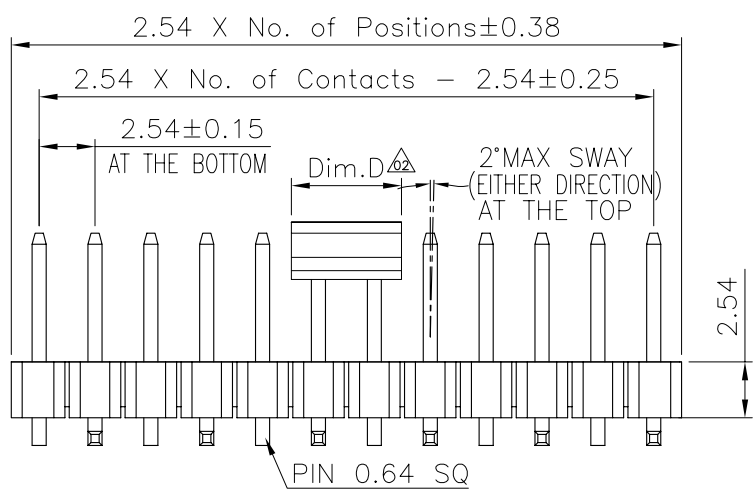 2.54 X No. of Positions±0.38
2.54 X No. of Contacts − 2.54±0.25
2.54±0.15
AT THE BOTTOM
Dim.D
02
2°MAX SWAY
(EITHER DIRECTION)
AT THE TOP
2.54
PIN 0.64 SQ